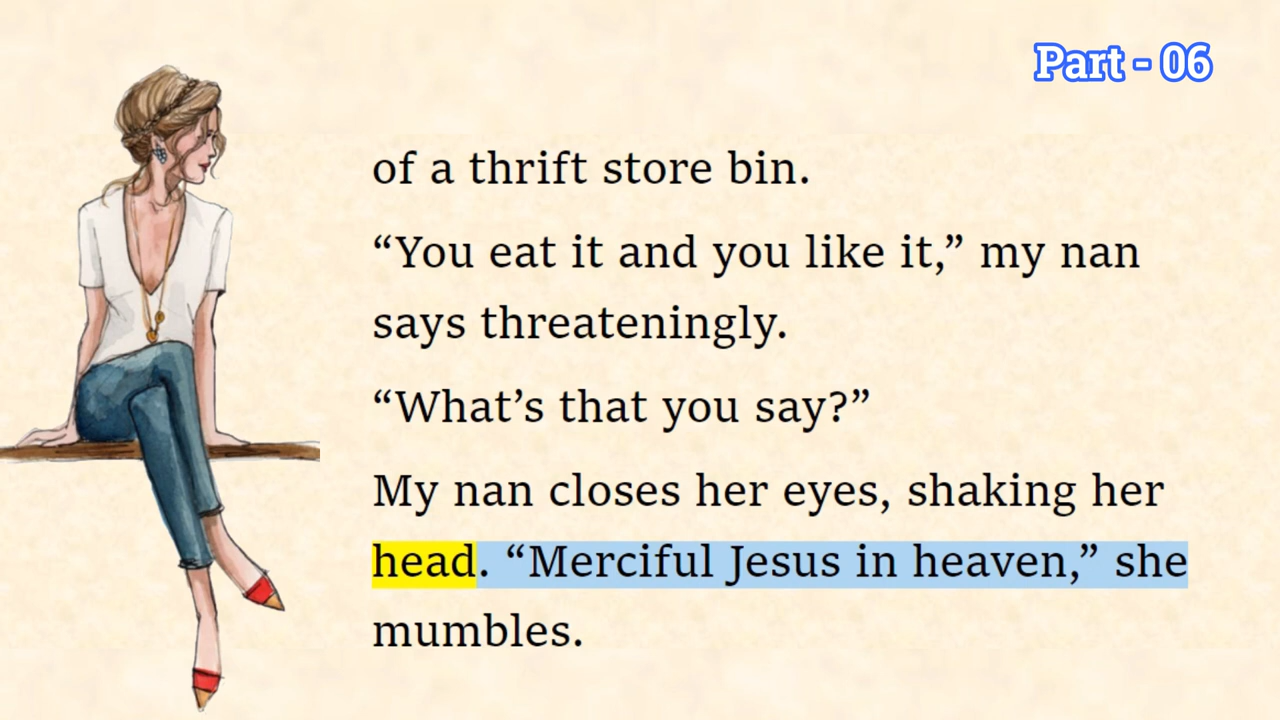 Part - 06
of a thrift store bin.
“You eat it and you like it,” my nan
says threateningly.
“What’s that you say?”
My nan closes her eyes, shaking her
head. “Merciful Jesus in heaven,” she
mumbles.